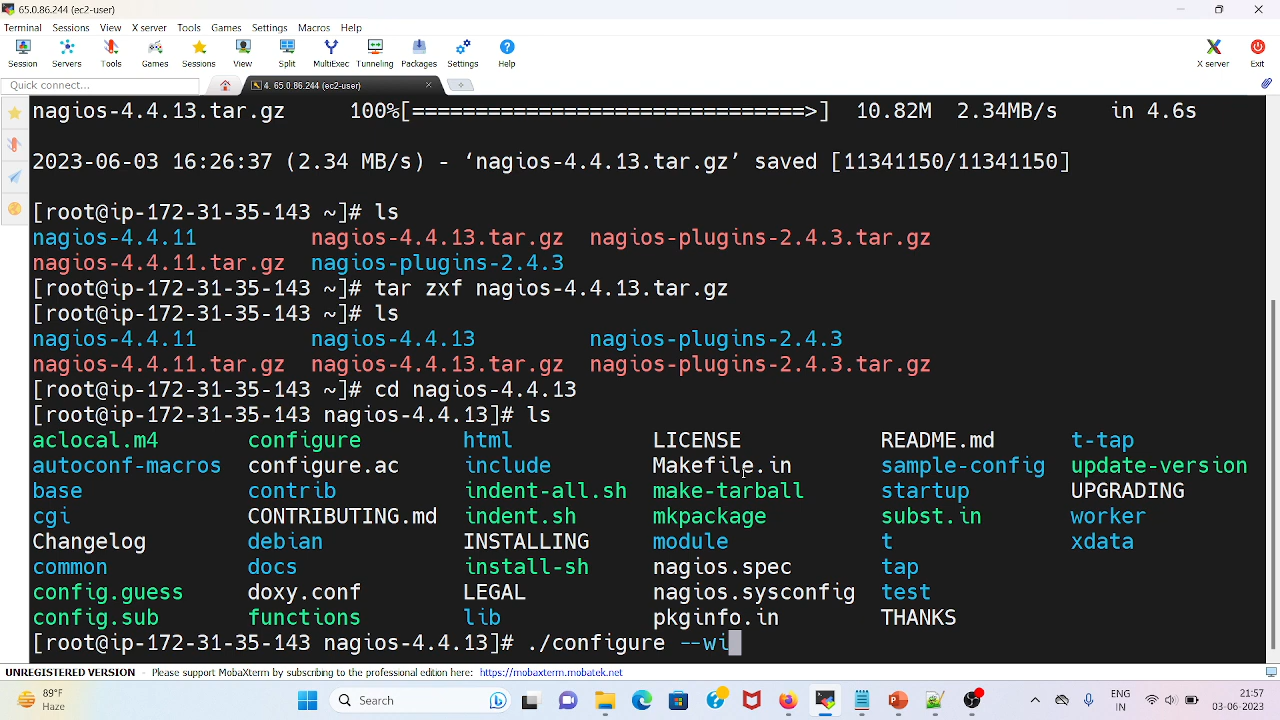 65.0.86.244 (ec2-user)
Terminal Sessions View X server Tools Games Settings Macros Help
Session Servers Tools Games Sessions View Split MultiExec Tunneling Packages Settings Help X server Exit
Quick connect...
4. 65.0.86.244 (ec2-user)
nagios-4.4.13.tar.gz 100%[===============================>] 10.82M 2.34MB/s in 4.6s
2023-06-03 16:26:37 (2.34 MB/s) - ‘nagios-4.4.13.tar.gz’ saved [11341150/11341150]
[root@ip-172-31-35-143 ~]# ls
nagios-4.4.11 nagios-4.4.13.tar.gz nagios-plugins-2.4.3.tar.gz
nagios-4.4.11.tar.gz nagios-plugins-2.4.3
[root@ip-172-31-35-143 ~]# tar zxf nagios-4.4.13.tar.gz
[root@ip-172-31-35-143 ~]# ls
nagios-4.4.11 nagios-4.4.13 nagios-plugins-2.4.3
nagios-4.4.11.tar.gz nagios-4.4.13.tar.gz nagios-plugins-2.4.3.tar.gz
[root@ip-172-31-35-143 ~]# cd nagios-4.4.13
[root@ip-172-31-35-143 nagios-4.4.13]# ls
aclocal.m4 configure html LICENSE README.md t-tap
autoconf-macros configure.ac include Makefile.in sample-config update-version
base contrib indent-all.sh make-tarball startup UPGRADING
cgi CONTRIBUTING.md indent.sh mkpackage subst.in worker
Changelog debian INSTALLING module t xdata
common docs install-sh nagios.spec tap
config.guess doxy.conf LEGAL nagios.sysconfig test
config.sub functions lib pkginfo.in THANKS
[root@ip-172-31-35-143 nagios-4.4.13]# ./configure --wi
UNREGISTERED VERSION - Please support MobaXterm by subscribing to the professional edition here: https://mobaxterm.mobatek.net
89°F
Haze
Search
ENG
IN
21:57
03-06-2023